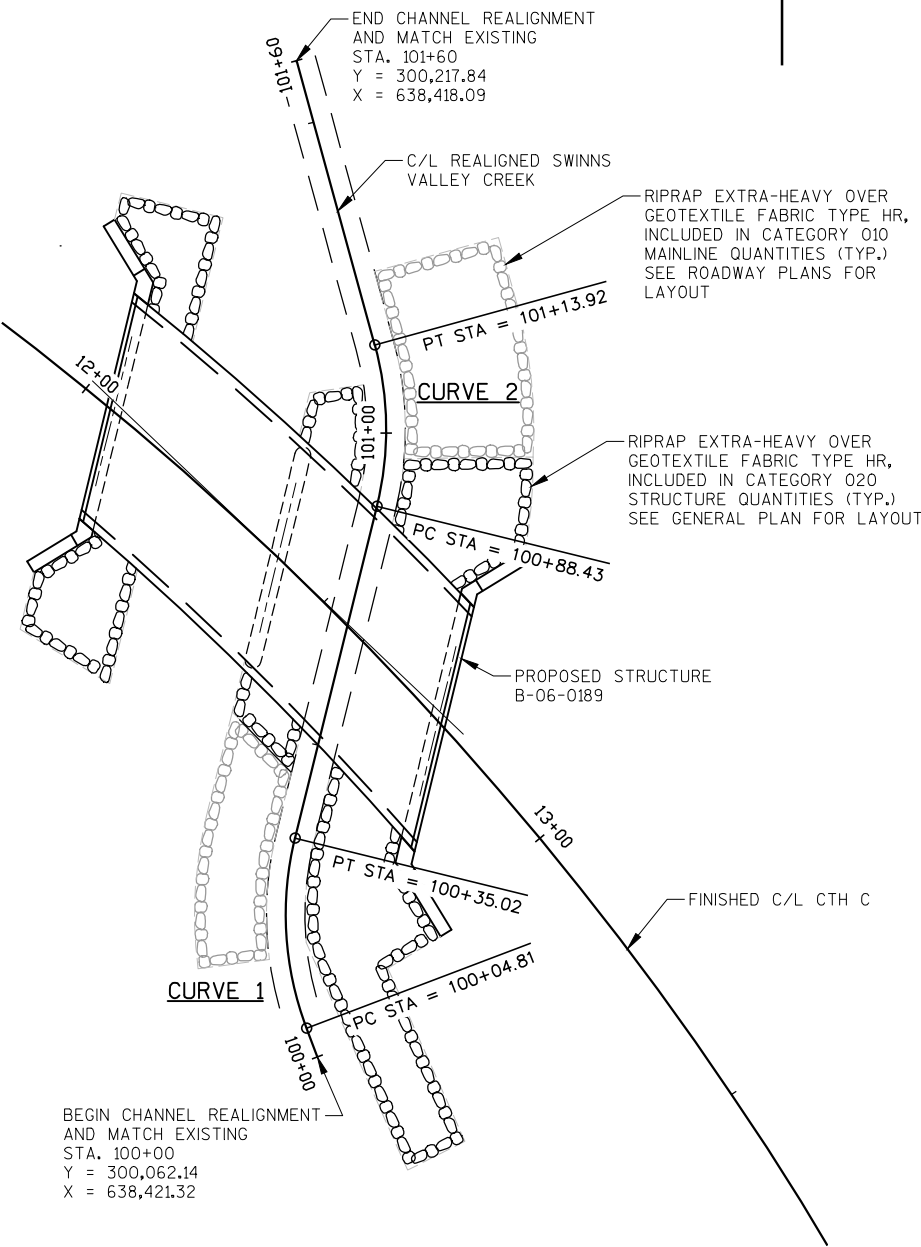 END CHANNEL REALIGNMENT
AND MATCH EXISTING
STA. 101+60
Y = 300,217.84
X = 638,418.09
101+60
C/L REALIGNED SWINNS
VALLEY CREEK
RIPRAP EXTRA-HEAVY OVER
GEOTEXTILE FABRIC TYPE HR,
INCLUDED IN CATEGORY 010
MAINLINE QUANTITIES (TYP.)
SEE ROADWAY PLANS FOR
LAYOUT
PT STA = 101+13.92
12+00
CURVE 2
101+00
RIPRAP EXTRA-HEAVY OVER
GEOTEXTILE FABRIC TYPE HR,
INCLUDED IN CATEGORY 020
STRUCTURE QUANTITIES (TYP.)
SEE GENERAL PLAN FOR LAYOUT
PC STA = 100+88.43
PROPOSED STRUCTURE
B-06-0189
13+00
PT STA = 100+35.02
FINISHED C/L CTH C
CURVE 1
PC STA = 100+04.81
100+00
BEGIN CHANNEL REALIGNMENT
AND MATCH EXISTING
STA. 100+00
Y = 300,062.14
X = 638,421.32